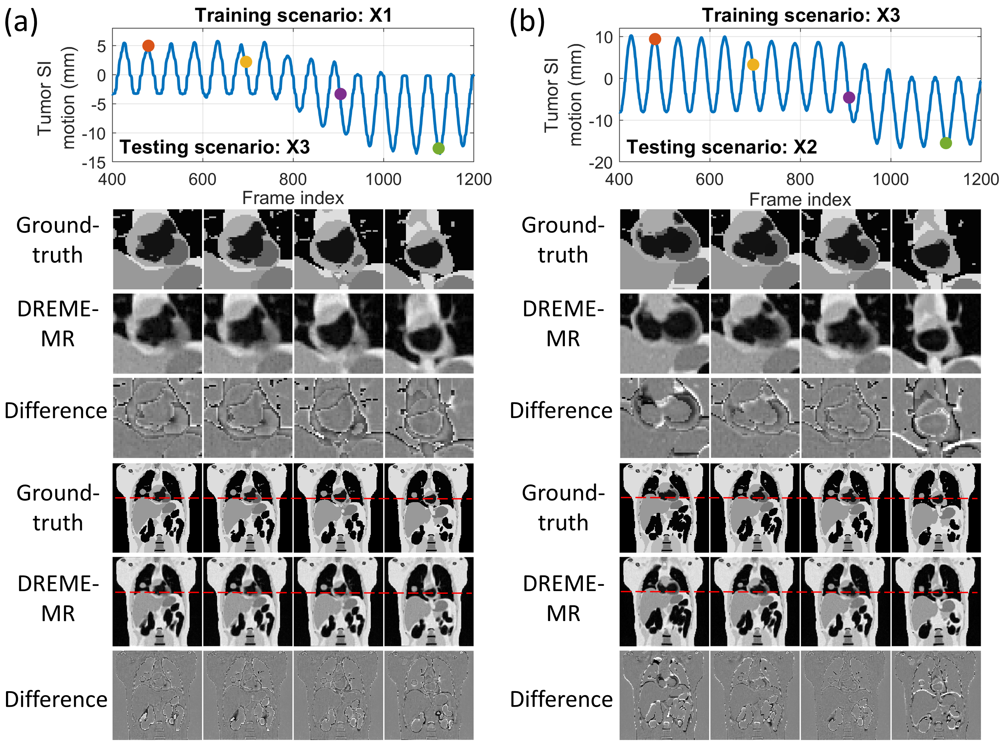 (a)
Training scenario: X1
Tumor SI
motion (mm)
5
0
-5
-10
-15
Testing scenario: X3
400 600 800 1000 1200
Frame index
Ground-
truth
DREME-
MR
Difference
Ground-
truth
DREME-
MR
Difference
(b)
Training scenario: X3
Tumor SI
motion (mm)
10
0
-10
-20
Testing scenario: X2
400 600 800 1000 1200
Frame index
Ground-
truth
DREME-
MR
Difference
Ground-
truth
DREME-
MR
Difference